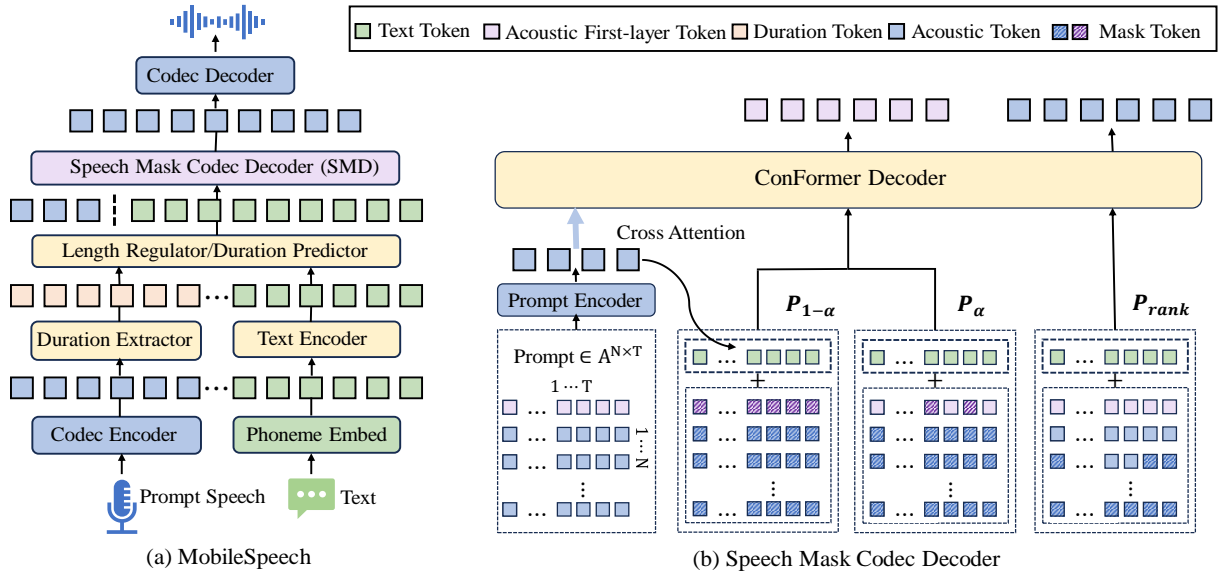 Text Token
Acoustic First-layer Token
Duration Token
Acoustic Token
Mask Token
Codec Decoder
Speech Mask Codec Decoder (SMD)
Length Regulator/Duration Predictor
...
Duration Extractor
Text Encoder
...
Codec Encoder
Phoneme Embed
Prompt Speech
Text
(a) MobileSpeech
ConFormer Decoder
Cross Attention
Prompt Encoder
P₁₋α
Pα
P_rank
Prompt ∈ A^{N×T}
1 ⋯ T
1 ⋯ N
+
+
+
(b) Speech Mask Codec Decoder